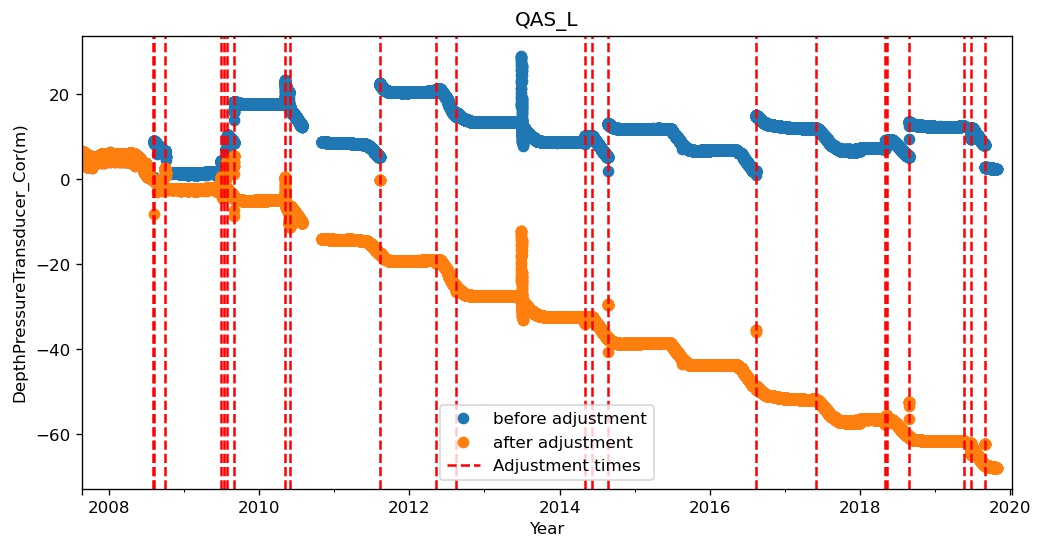 QAS_L
DepthPressureTransducer_Cor(m)
20
0
−20
−40
−60
before adjustment
after adjustment
Adjustment times
2008 2010 2012 2014 2016 2018 2020
Year